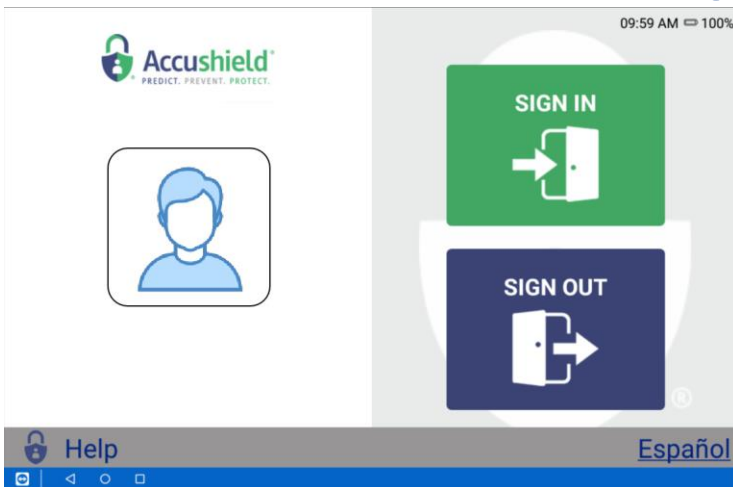 Accushield®
PREDICT. PREVENT. PROTECT.
09:59 AM 100%
SIGN IN
SIGN OUT
®
Help
Español